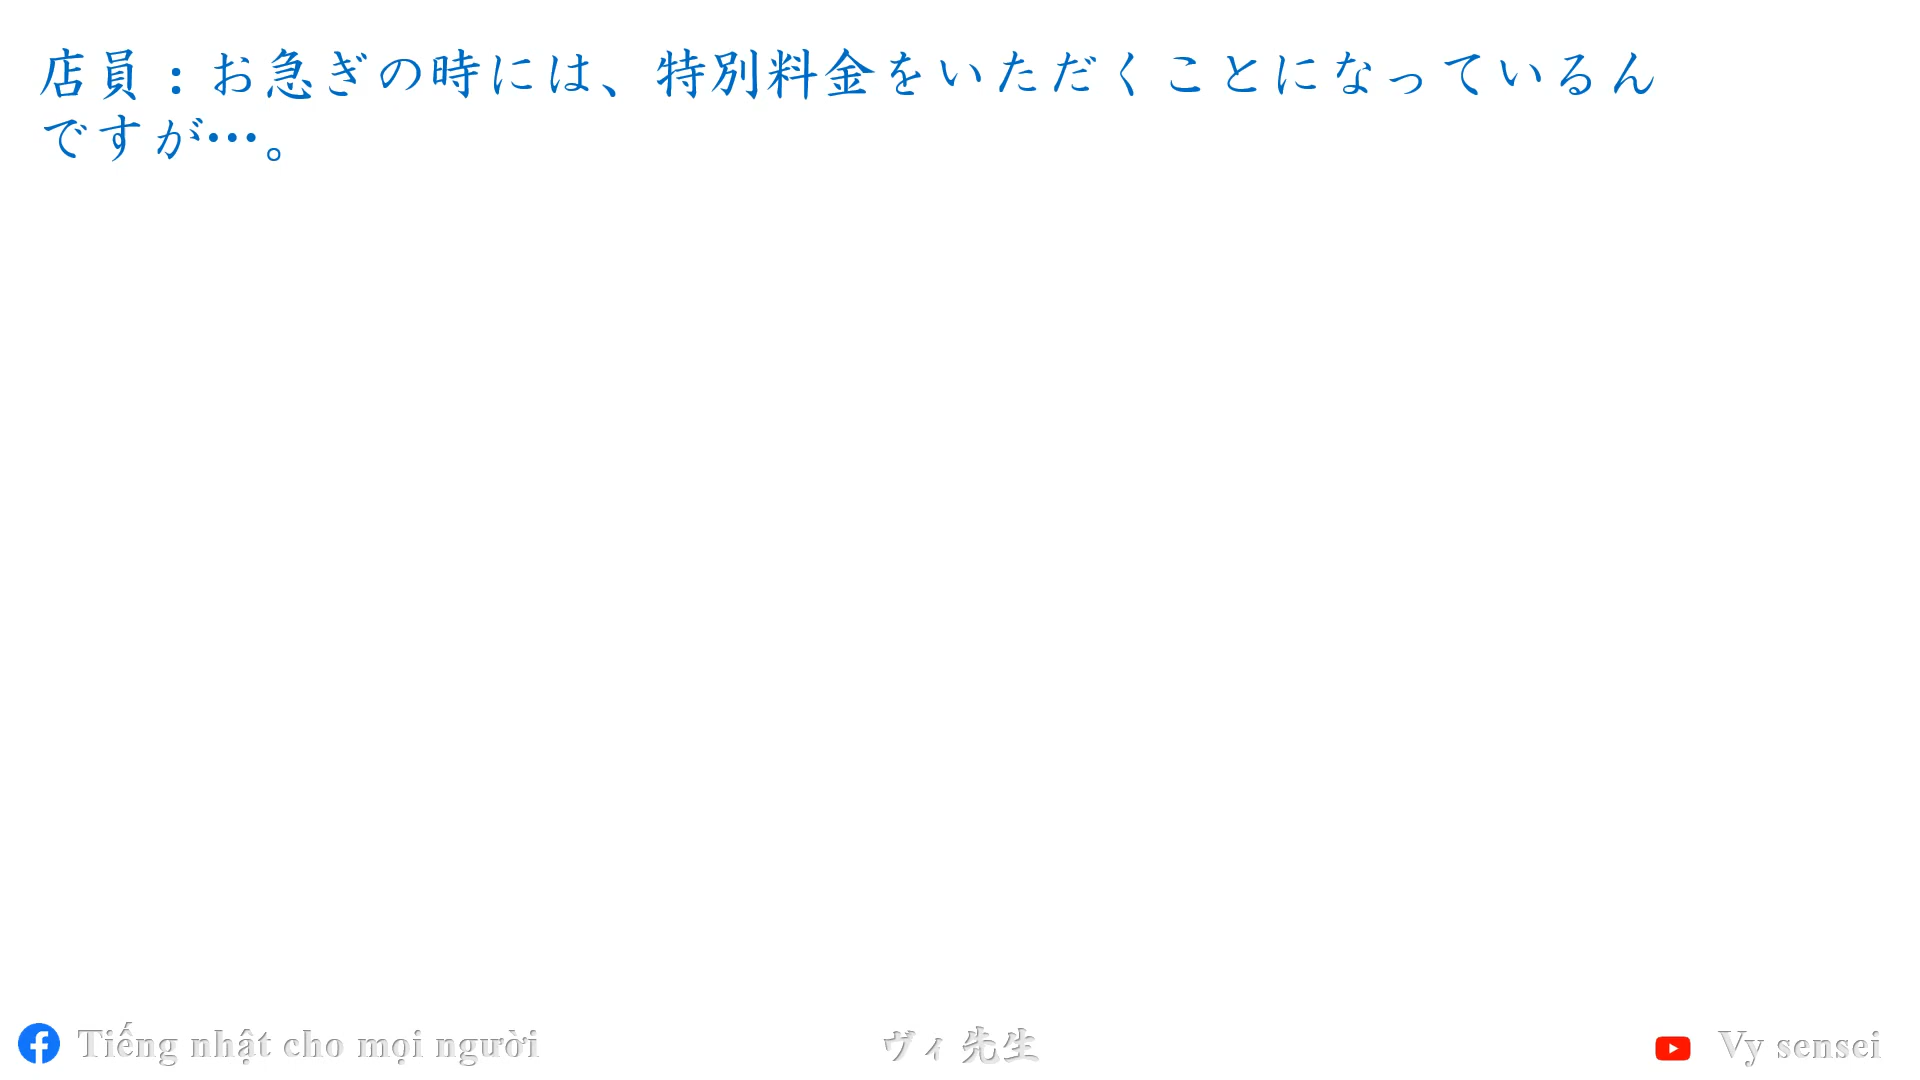 店員：お急ぎの時には、特別料金をいただくことになっているん
ですが…。
Tiếng nhật cho mọi người
ヴィ先生
Vy sensei